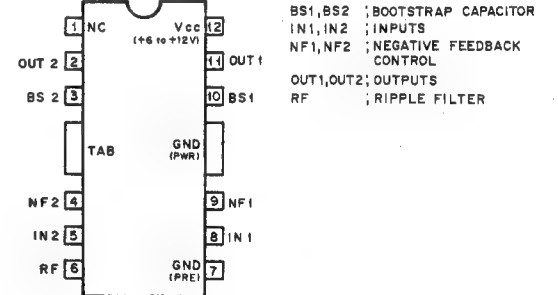 1 NC
Vcc 12
(+6 to +12V)
OUT 2 2
11 OUT 1
BS 2 3
10 BS1
TAB
GND
(PWR)
NF2 4
9 NF1
IN2 5
8 IN 1
RF 6
GND 7
(PRE)
BS1,BS2 ; BOOTSTRAP CAPACITOR
IN1,IN2 ; INPUTS
NF1,NF2 ; NEGATIVE FEEDBACK
CONTROL
OUT1,OUT2; OUTPUTS
RF ; RIPPLE FILTER